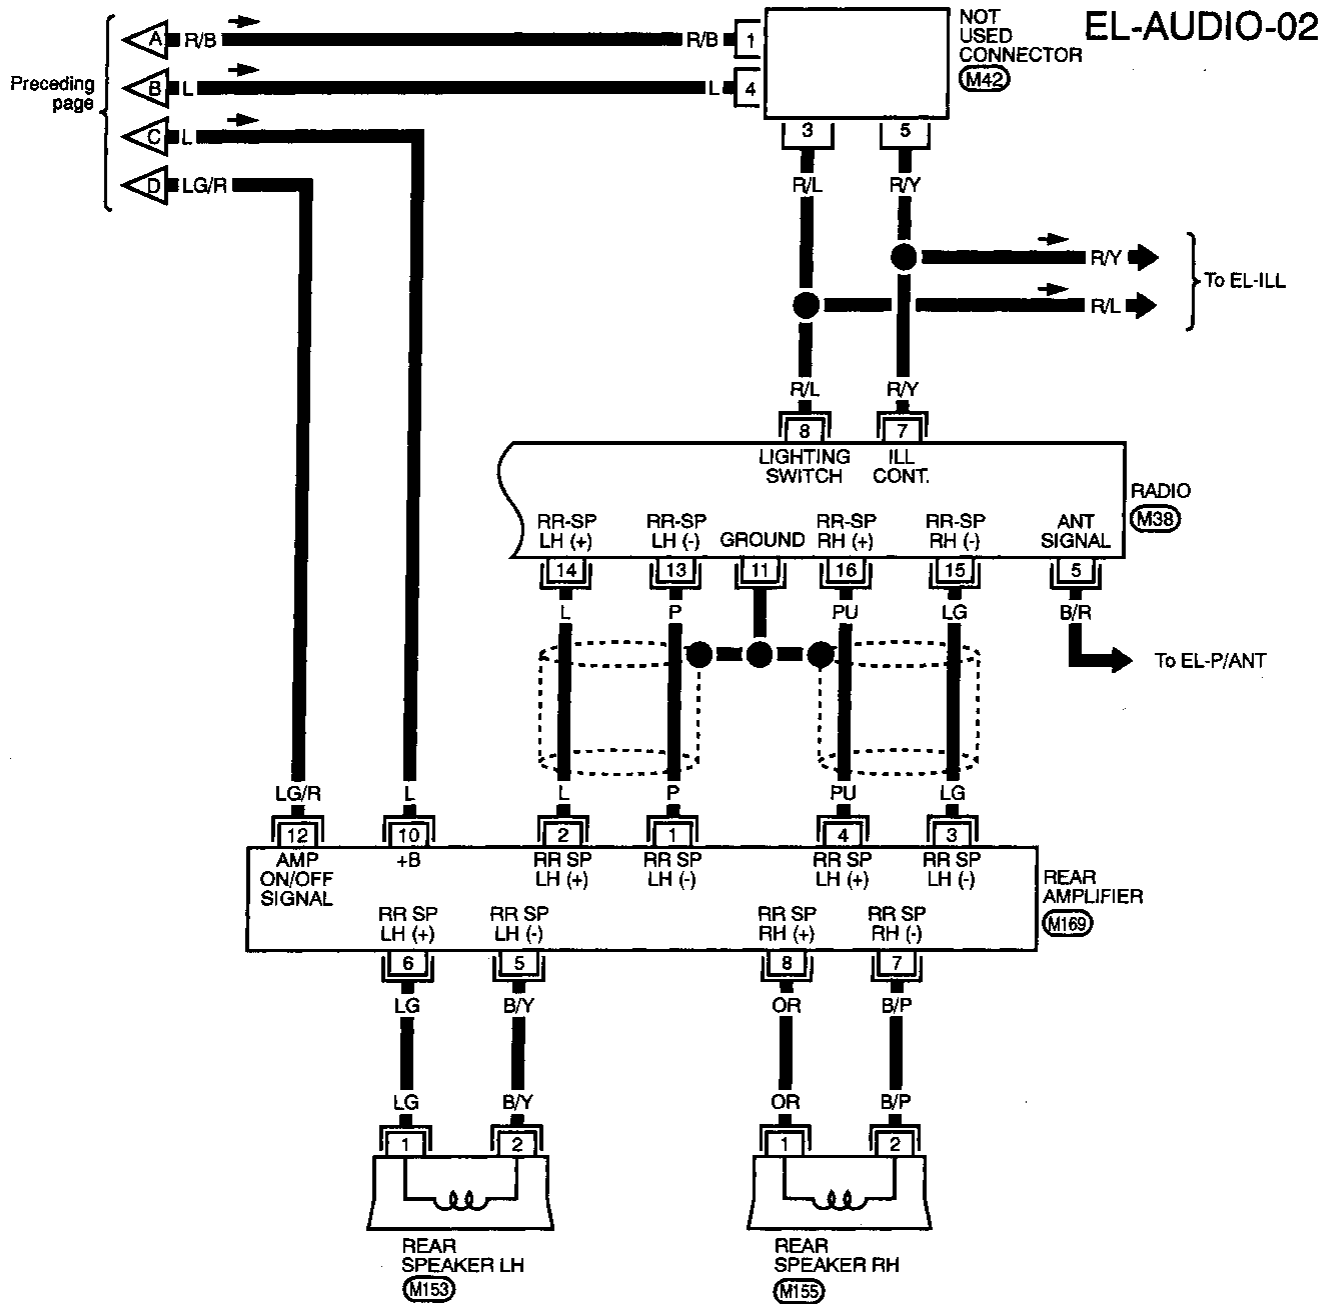 EL-AUDIO-02
NOT
USED
CONNECTOR
M42
Preceding
page
A R/B R/B 1
B L L 4
C L
D LG/R
3 5
R/L R/Y
R/Y
R/L
To EL-ILL
R/L R/Y
8 7
LIGHTING
SWITCH
ILL
CONT.
RADIO
M38
RR-SP
LH (+)
RR-SP
LH (-)
GROUND
RR-SP
RH (+)
RR-SP
RH (-)
ANT
SIGNAL
14 13 11 16 15 5
L P PU LG B/R
To EL-P/ANT
LG/R L L P PU LG
12 10 2 1 4 3
AMP
ON/OFF
SIGNAL
+B
RR SP
LH (+)
RR SP
LH (-)
RR SP
LH (+)
RR SP
LH (-)
REAR
AMPLIFIER
M169
RR SP
LH (+)
RR SP
LH (-)
RR SP
RH (+)
RR SP
RH (-)
6 5 8 7
LG B/Y OR B/P
LG B/Y OR B/P
1 2 1 2
REAR
SPEAKER LH
M153
REAR
SPEAKER RH
M155